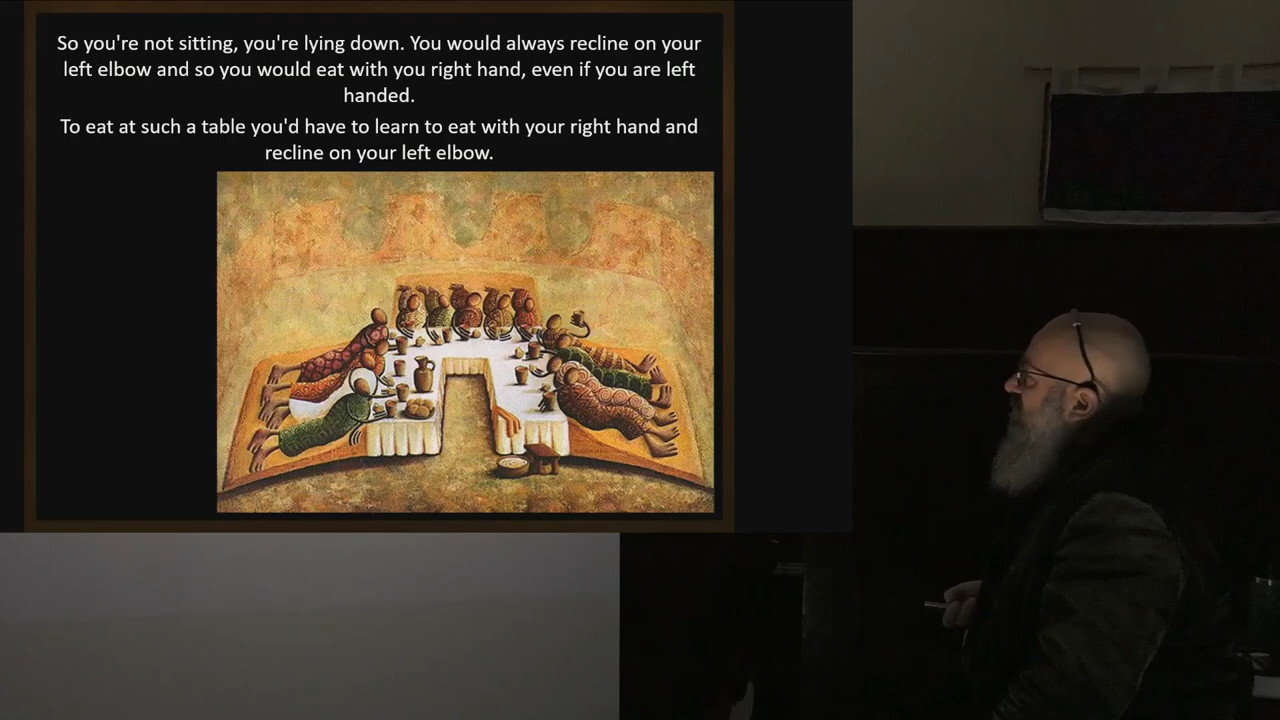 So you're not sitting, you're lying down. You would always recline on your
left elbow and so you would eat with you right hand, even if you are left
handed.
To eat at such a table you'd have to learn to eat with your right hand and
recline on your left elbow.